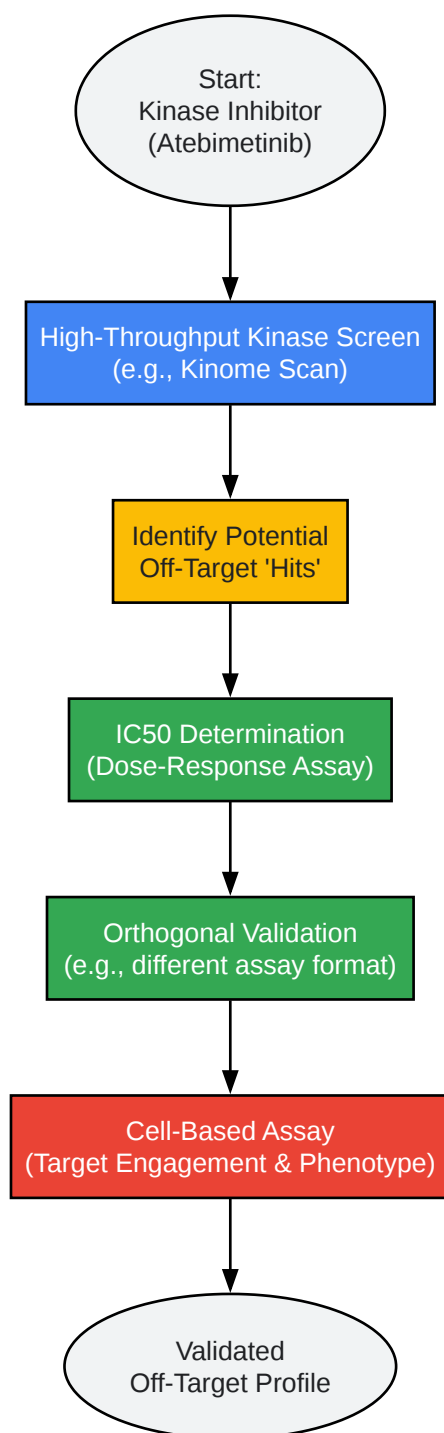 Start:
Kinase Inhibitor
(Atebimetinib)
High-Throughput Kinase Screen
(e.g., Kinome Scan)
Identify Potential
Off-Target 'Hits'
IC50 Determination
(Dose-Response Assay)
Orthogonal Validation
(e.g., different assay format)
Cell-Based Assay
(Target Engagement & Phenotype)
Validated
Off-Target Profile